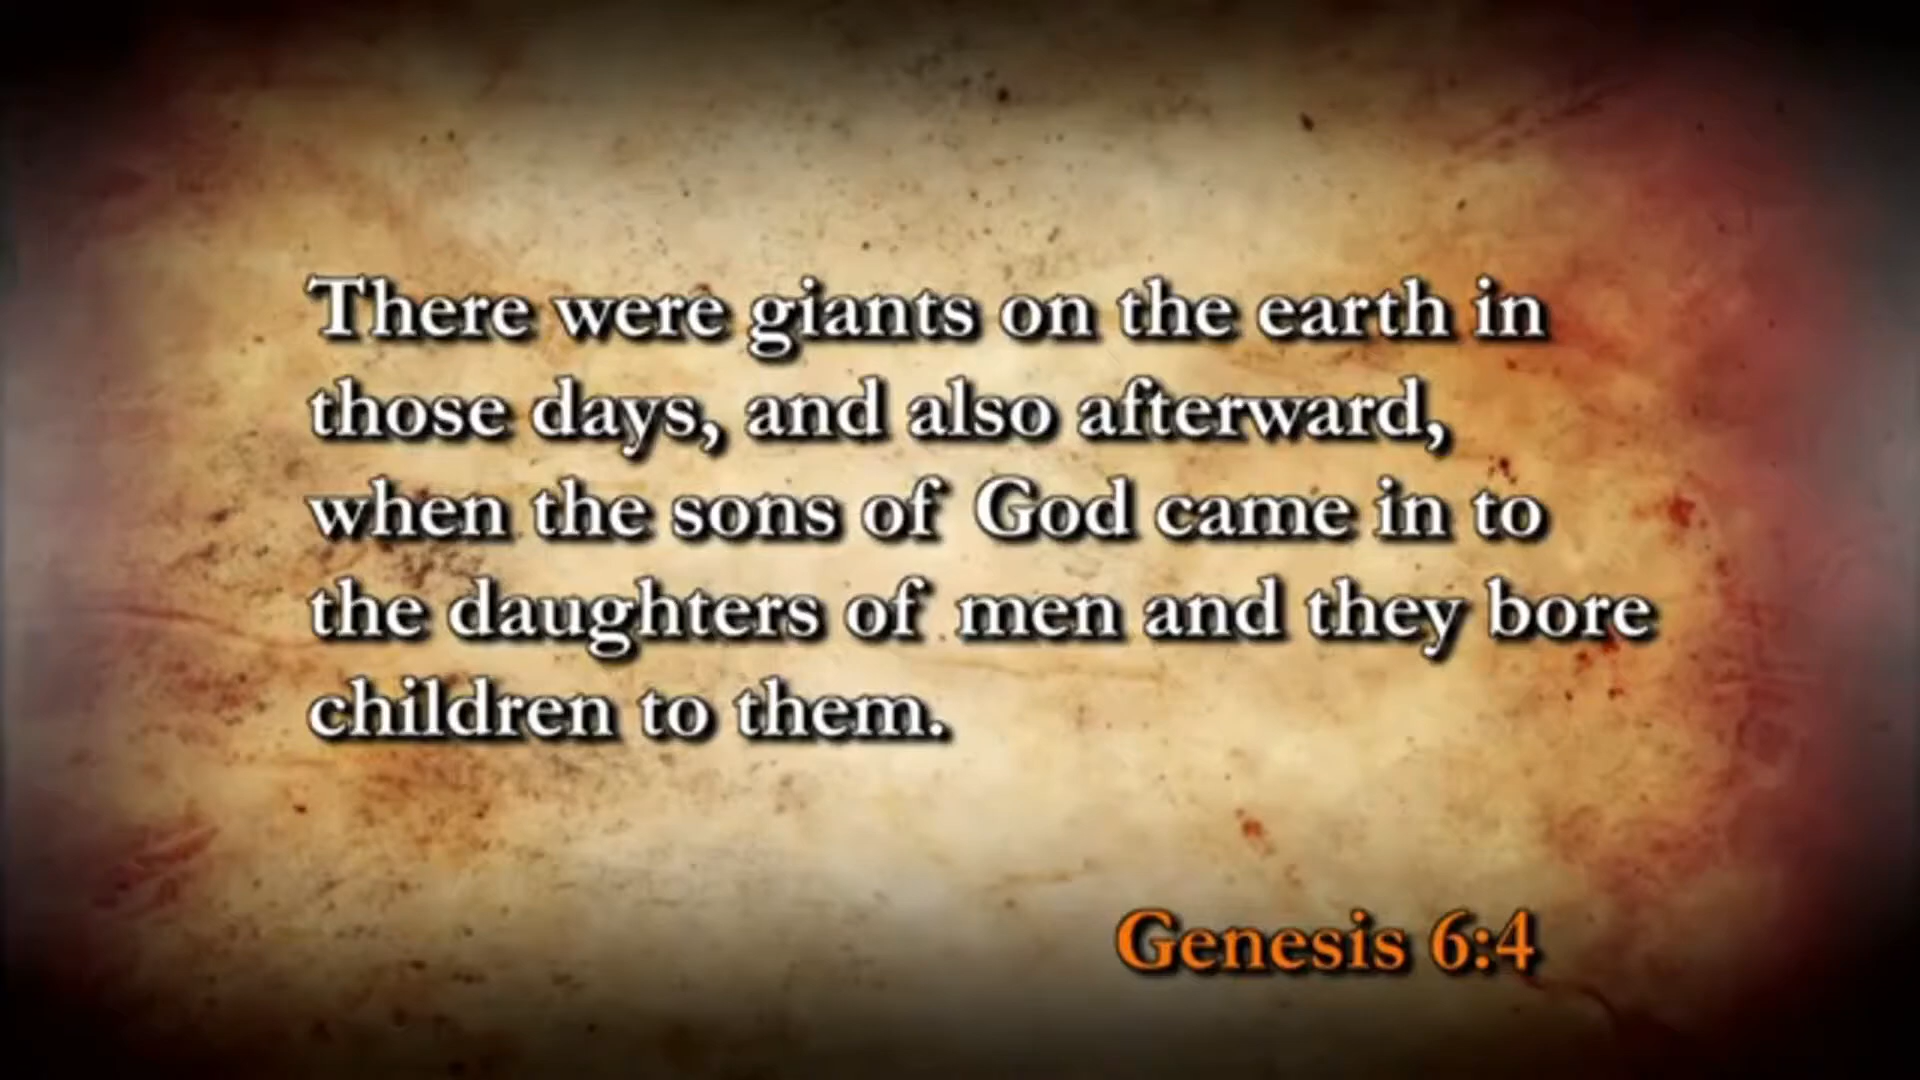 There were giants on the earth in
those days, and also afterward,
when the sons of God came in to
the daughters of men and they bore
children to them.
Genesis 6:4